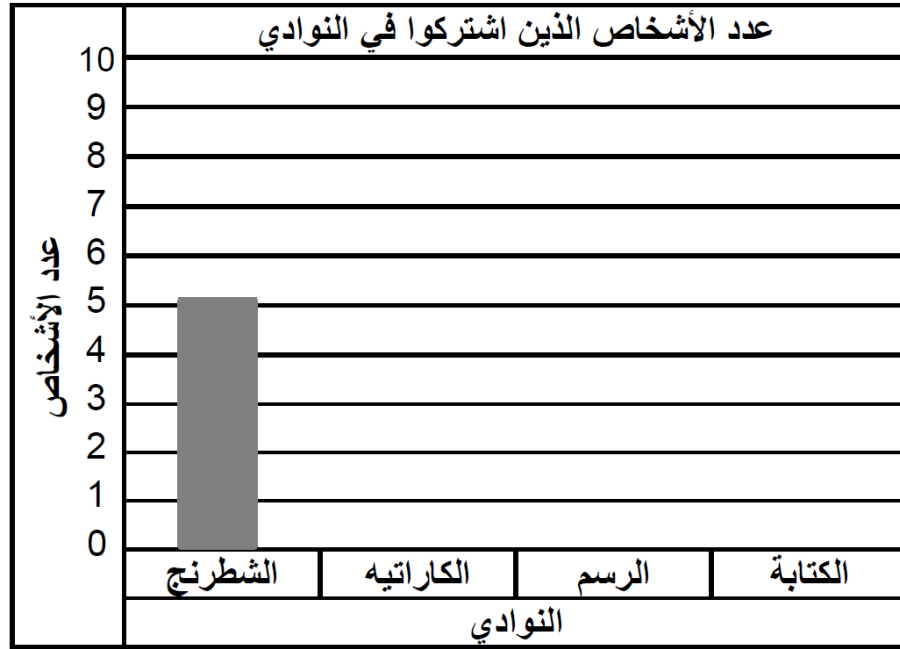 عدد الأشخاص الذين اشتركوا في النوادي
عدد الأشخاص
10
9
8
7
6
5
4
3
2
1
0
الشطرنج الكاراتيه الرسم الكتابة
النوادي